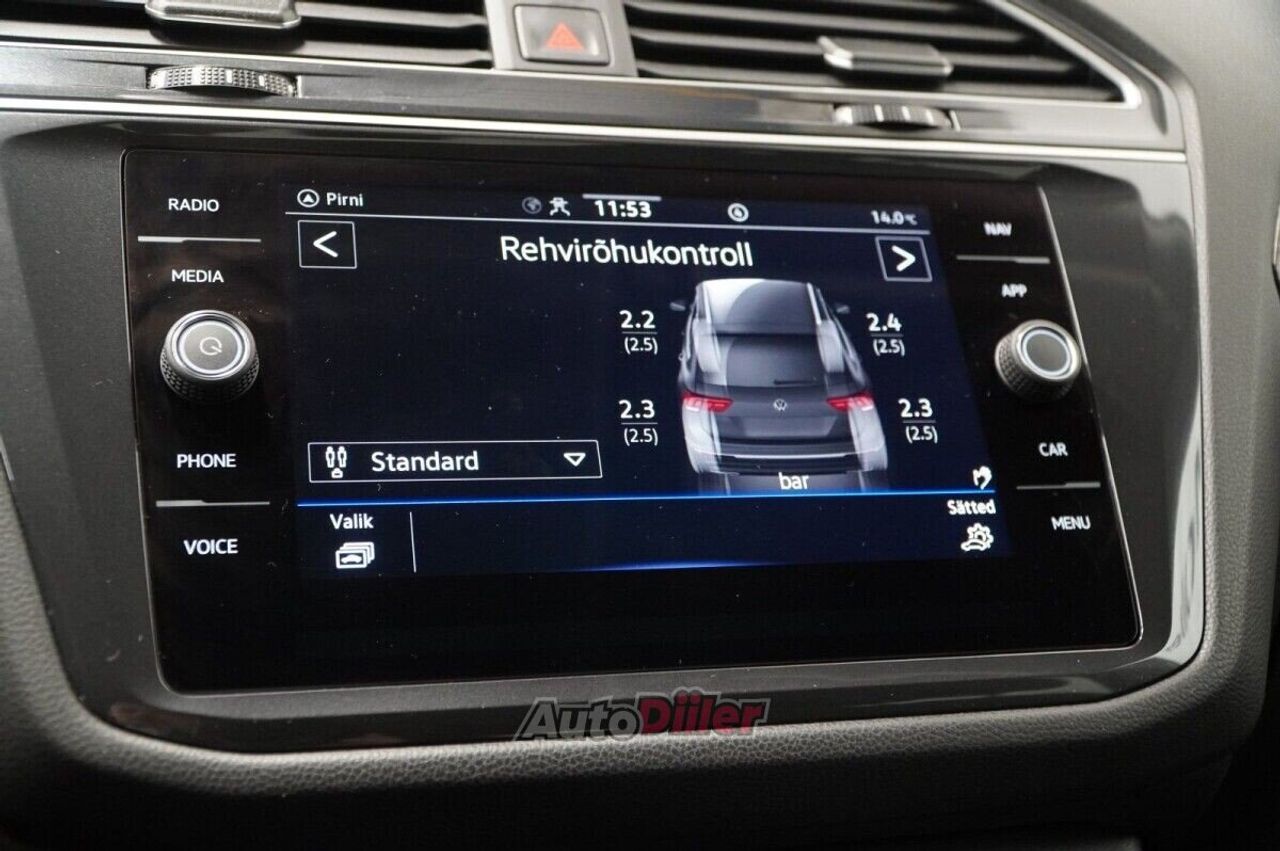 RADIO
MEDIA
PHONE
VOICE
Pirni
11:53
14.0°C
<
Rehvirõhukontroll
>
2.2
(2.5)
2.4
(2.5)
2.3
(2.5)
2.3
(2.5)
bar
Standard
Valik
Sätted
NAV
APP
CAR
MENU
AutoDiiler